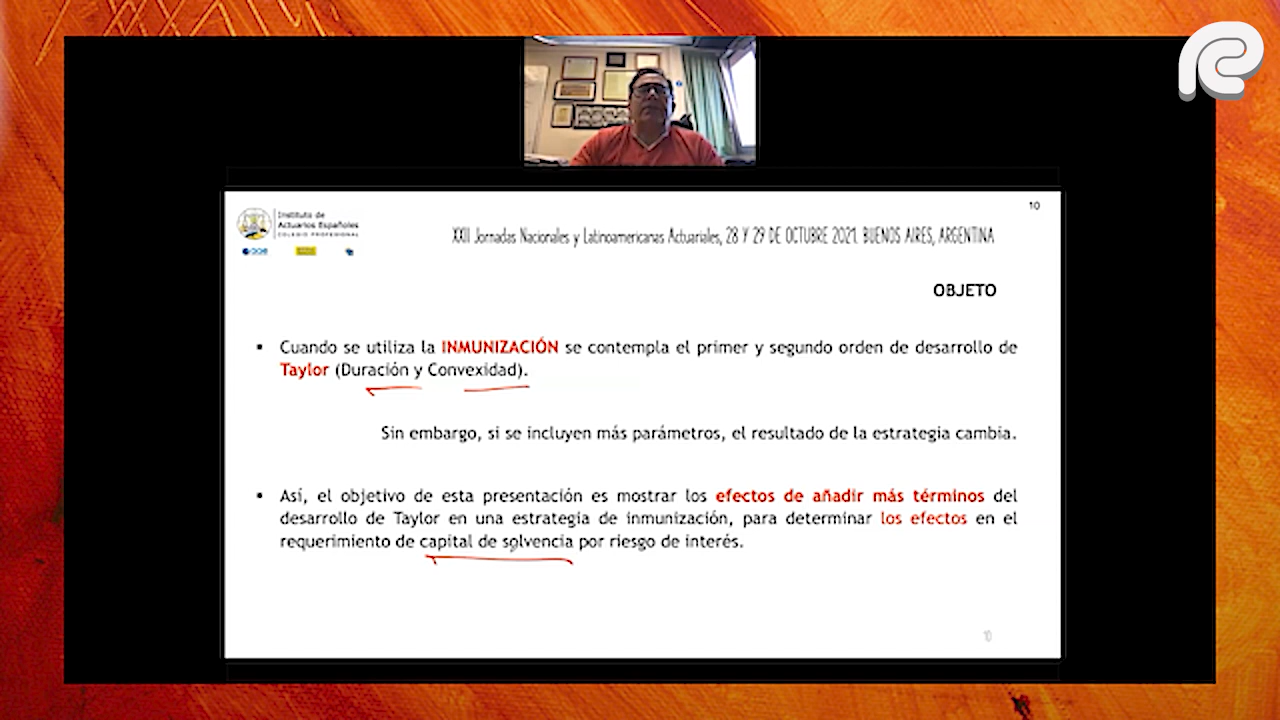 10
Instituto de
Actuarios Españoles
COLEGIO PROFESIONAL
XXII Jornadas Nacionales y Latinoamericanas Actuariales, 28 Y 29 DE OCTUBRE 2021. BUENOS AIRES, ARGENTINA
OBJETO
▪ Cuando se utiliza la INMUNIZACIÓN se contempla el primer y segundo orden de desarrollo de
Taylor (Duración y Convexidad).
Sin embargo, si se incluyen más parámetros, el resultado de la estrategia cambia.
▪ Así, el objetivo de esta presentación es mostrar los efectos de añadir más términos del
desarrollo de Taylor en una estrategia de inmunización, para determinar los efectos en el
requerimiento de capital de solvencia por riesgo de interés.
10